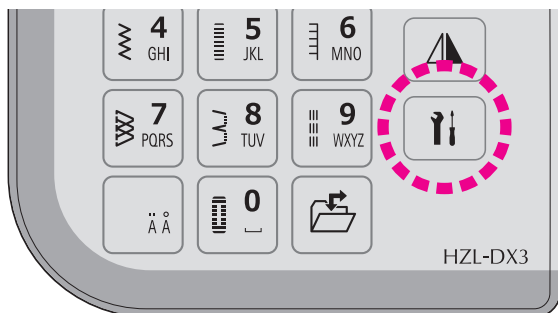 4 5 6
GHI JKL MNO
7 8 9
PQRS TUV WXYZ
Ä Å 0
HZL-DX3